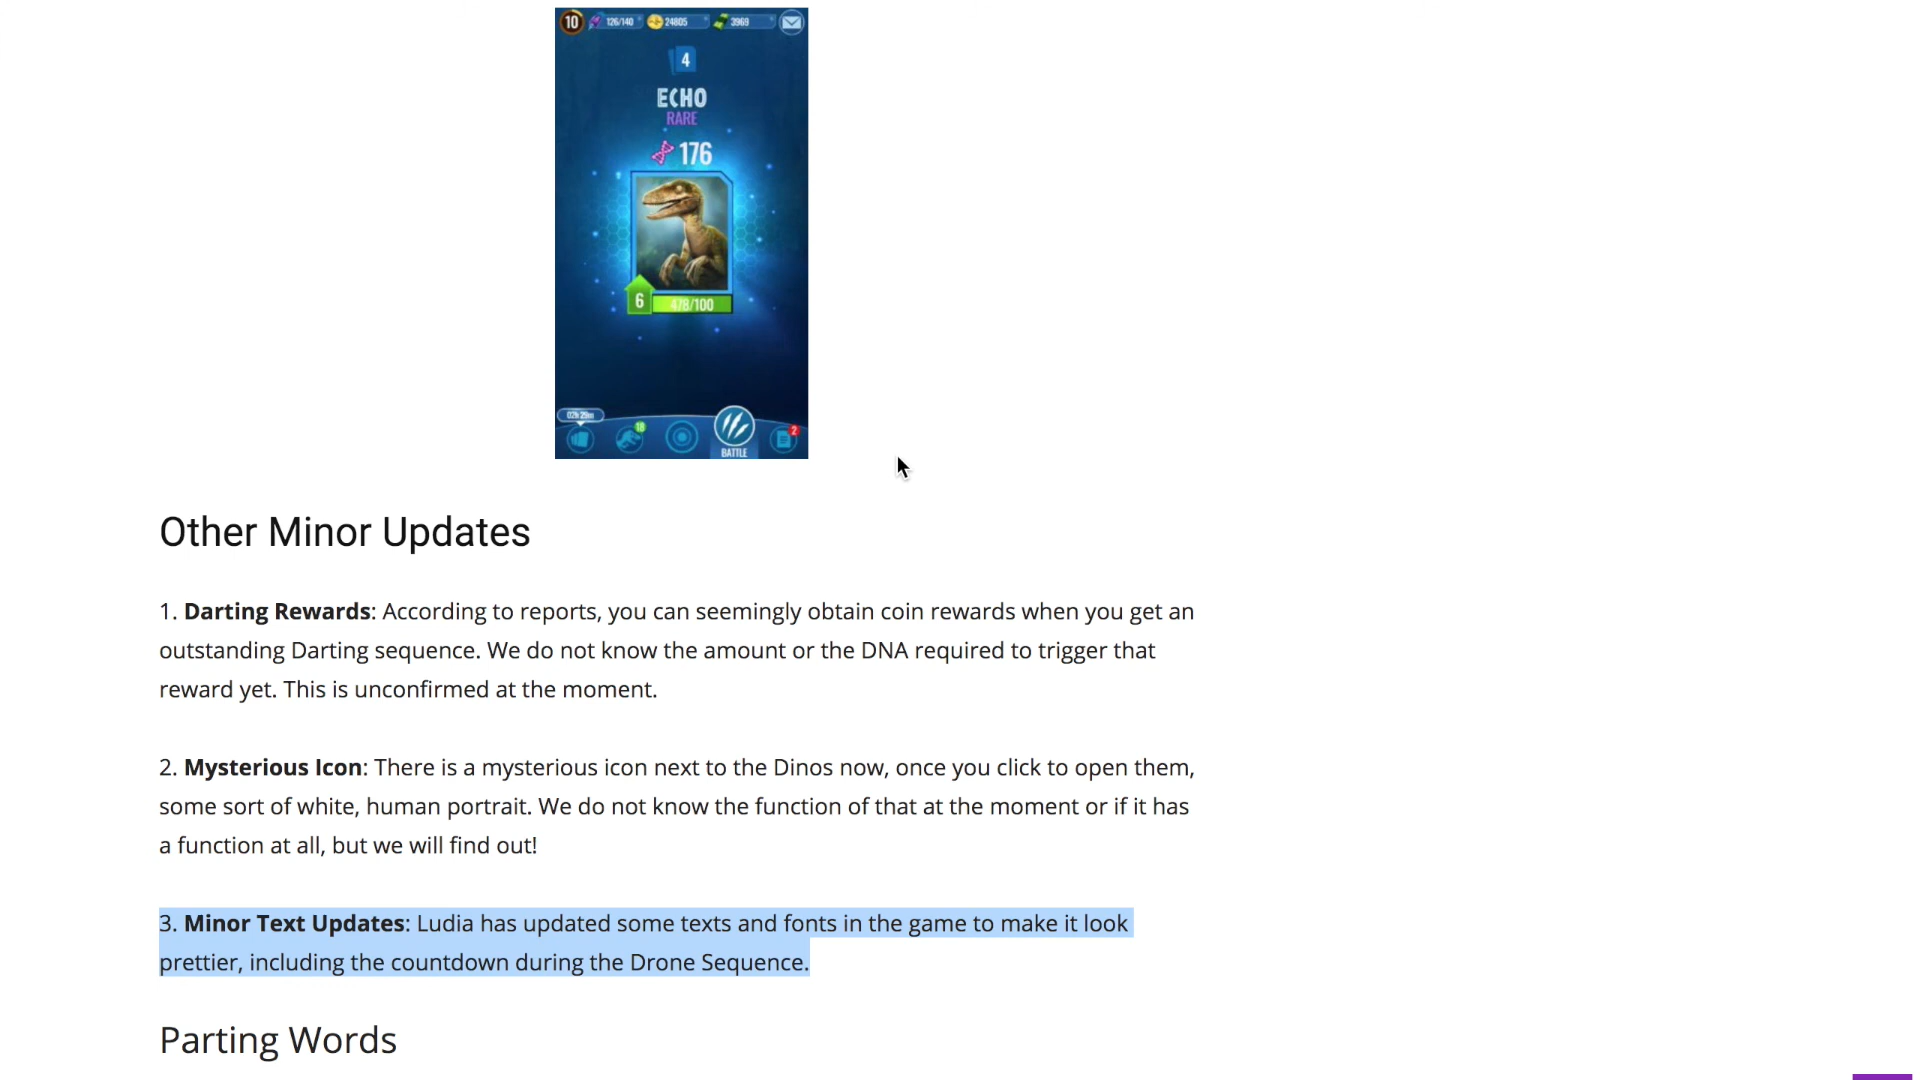 10 126/140 24805 3969
4
ECHO
RARE
176
6 478/100
02h 29m
18
2
BATTLE
Other Minor Updates
1. Darting Rewards: According to reports, you can seemingly obtain coin rewards when you get an
outstanding Darting sequence. We do not know the amount or the DNA required to trigger that
reward yet. This is unconfirmed at the moment.
2. Mysterious Icon: There is a mysterious icon next to the Dinos now, once you click to open them,
some sort of white, human portrait. We do not know the function of that at the moment or if it has
a function at all, but we will find out!
3. Minor Text Updates: Ludia has updated some texts and fonts in the game to make it look
prettier, including the countdown during the Drone Sequence.
Parting Words